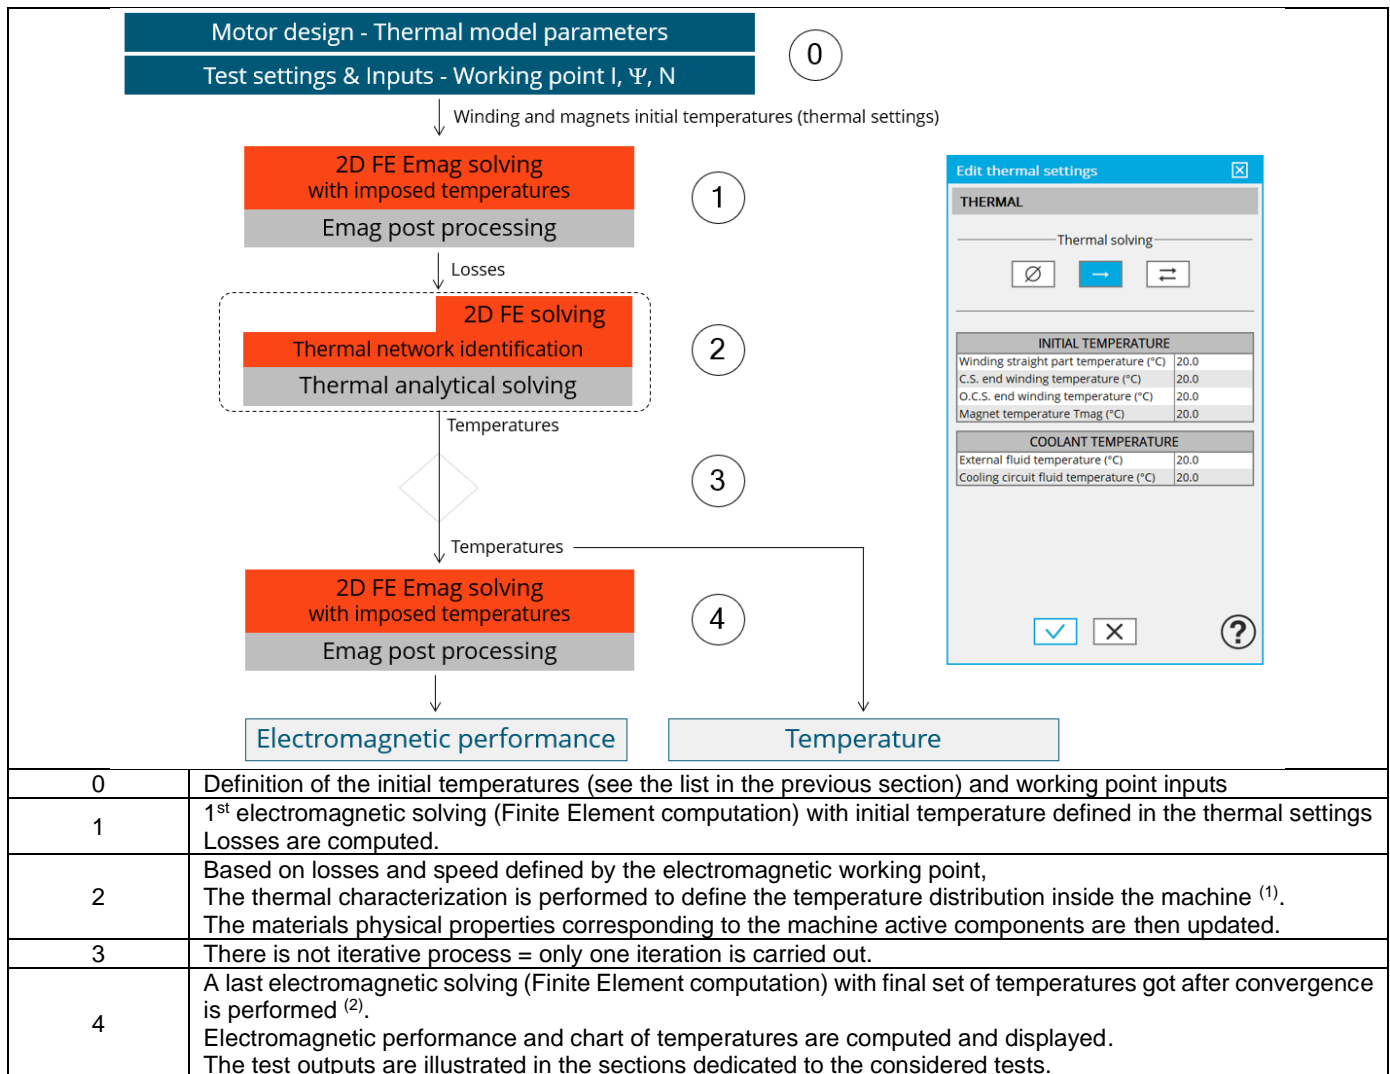 Motor design - Thermal model parameters
Test settings & Inputs - Working point I, Ψ, N
0
Winding and magnets initial temperatures (thermal settings)
2D FE Emag solving
with imposed temperatures
Emag post processing
1
Losses
2D FE solving
Thermal network identification
Thermal analytical solving
2
Temperatures
3
Temperatures
2D FE Emag solving
with imposed temperatures
Emag post processing
4
Electromagnetic performance
Temperature
Edit thermal settings
THERMAL
Thermal solving
INITIAL TEMPERATURE
Winding straight part temperature (°C) 20.0
C.S. end winding temperature (°C) 20.0
O.C.S. end winding temperature (°C) 20.0
Magnet temperature Tmag (°C) 20.0
COOLANT TEMPERATURE
External fluid temperature (°C) 20.0
Cooling circuit fluid temperature (°C) 20.0
?
0 Definition of the initial temperatures (see the list in the previous section) and working point inputs
1 1st electromagnetic solving (Finite Element computation) with initial temperature defined in the thermal settings
Losses are computed.
2 Based on losses and speed defined by the electromagnetic working point,
The thermal characterization is performed to define the temperature distribution inside the machine (1).
The materials physical properties corresponding to the machine active components are then updated.
3 There is not iterative process = only one iteration is carried out.
4 A last electromagnetic solving (Finite Element computation) with final set of temperatures got after convergence
is performed (2).
Electromagnetic performance and chart of temperatures are computed and displayed.
The test outputs are illustrated in the sections dedicated to the considered tests.